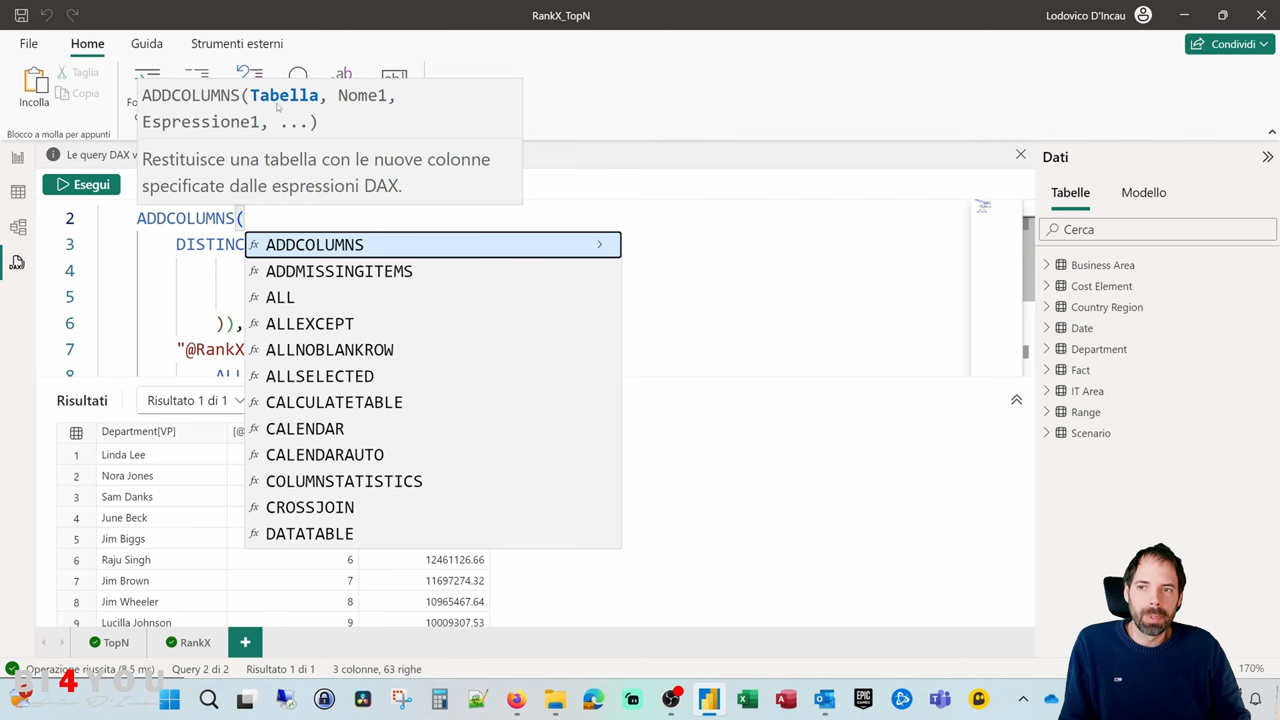 RankX_TopN
Lodovico D'Incau
File
Home
Guida
Strumenti esterni
Condividi
Incolla
Taglia
Copia
Blocco a molla per appunti
ADDCOLUMNS(Tabella, Nome1,
Espressione1, ...)
Restituisce una tabella con le nuove colonne
specificate dalle espressioni DAX.
Le query DAX
Esegui
2 ADDCOLUMNS(
3 DISTINC
4
5
6 )),
7 "@RankX
8
ADDCOLUMNS
ADDMISSINGITEMS
ALL
ALLEXCEPT
ALLNOBLANKROW
ALLSELECTED
CALCULATETABLE
CALENDAR
CALENDARAUTO
COLUMNSTATISTICS
CROSSJOIN
DATATABLE
Risultati
Risultato 1 di 1
Department[VP] [@
1 Linda Lee
2 Nora Jones
3 Sam Danks
4 June Beck
5 Jim Biggs
6 Raju Singh 6 12461126.66
7 Jim Brown 7 11697274.32
8 Jim Wheeler 8 10965467.64
9 Lucilla Johnson 9 10009307.53
TopN
RankX
Operazione riuscita (8,5 ms)
Query 2 di 2
Risultato 1 di 1
3 colonne, 63 righe
170%
Dati
Tabelle
Modello
Cerca
Business Area
Cost Element
Country Region
Date
Department
Fact
IT Area
Range
Scenario
4 YOU
EPIC
GAMES